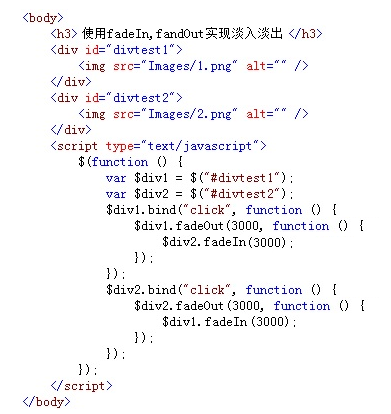 <body>
<h3>使用fadeIn,fandOut实现淡入淡出</h3>
<div id="divtest1">
<img src="Images/1.png" alt="" />
</div>
<div id="divtest2">
<img src="Images/2.png" alt="" />
</div>
<script type="text/javascript">
$(function () {
var $div1 = $("#divtest1");
var $div2 = $("#divtest2");
$div1.bind("click", function () {
$div1.fadeOut(3000, function () {
$div2.fadeIn(3000);
});
});
$div2.bind("click", function () {
$div2.fadeOut(3000, function () {
$div1.fadeIn(3000);
});
});
});
</script>
</body>